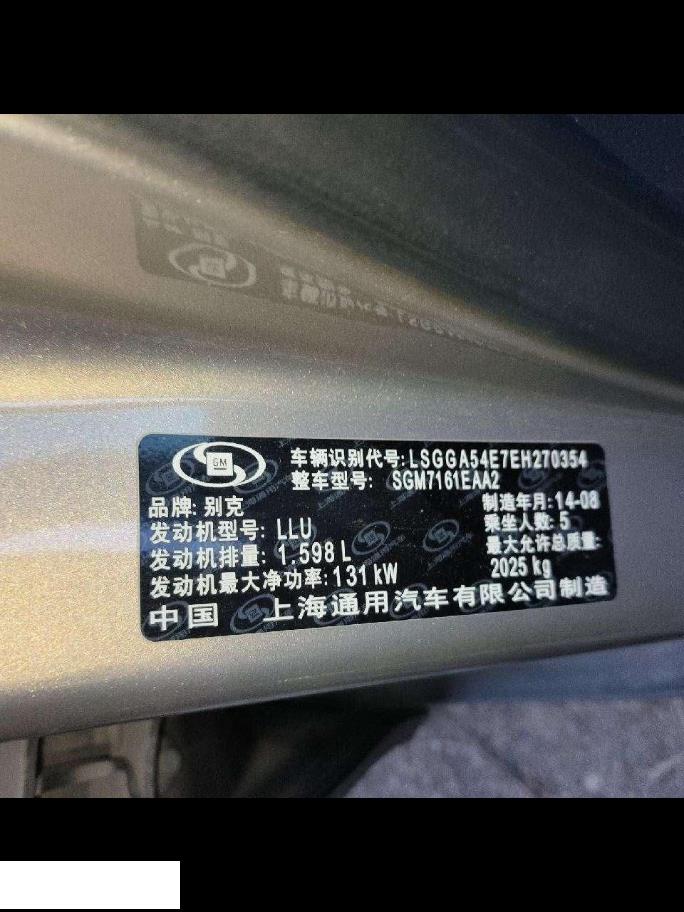 GM
车辆识别代号:LSGGA54E7EH270354
整车型号: SGM7161EAA2
品牌:别克
制造年月:14-08
发动机型号: LLU
乘坐人数:5
发动机排量:1.598 L
最大允许总质量:
2025 kg
发动机最大净功率:131 kW
中国 上海通用汽车有限公司制造